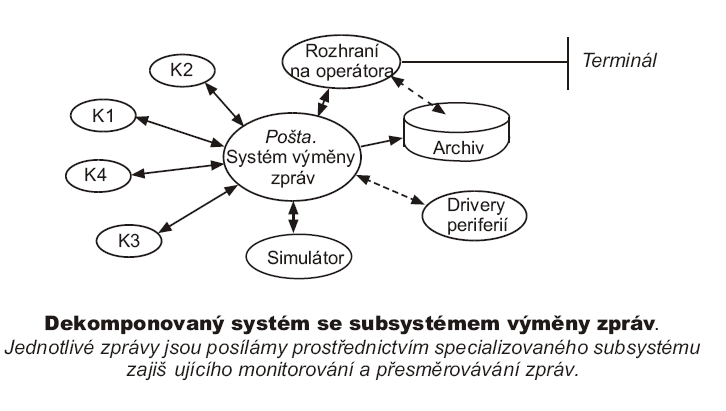 Rozhraní
na operátora
Terminál
K2
K1
Pošta.
Systém výměny
zpráv
Archiv
K4
Drivery
periferií
K3
Simulátor
Dekomponovaný systém se subsystémem výměny zpráv.
Jednotlivé zprávy jsou posílámy prostřednictvím specializovaného subsystému
zajiš ujícího monitorování a přesměrovávání zpráv.